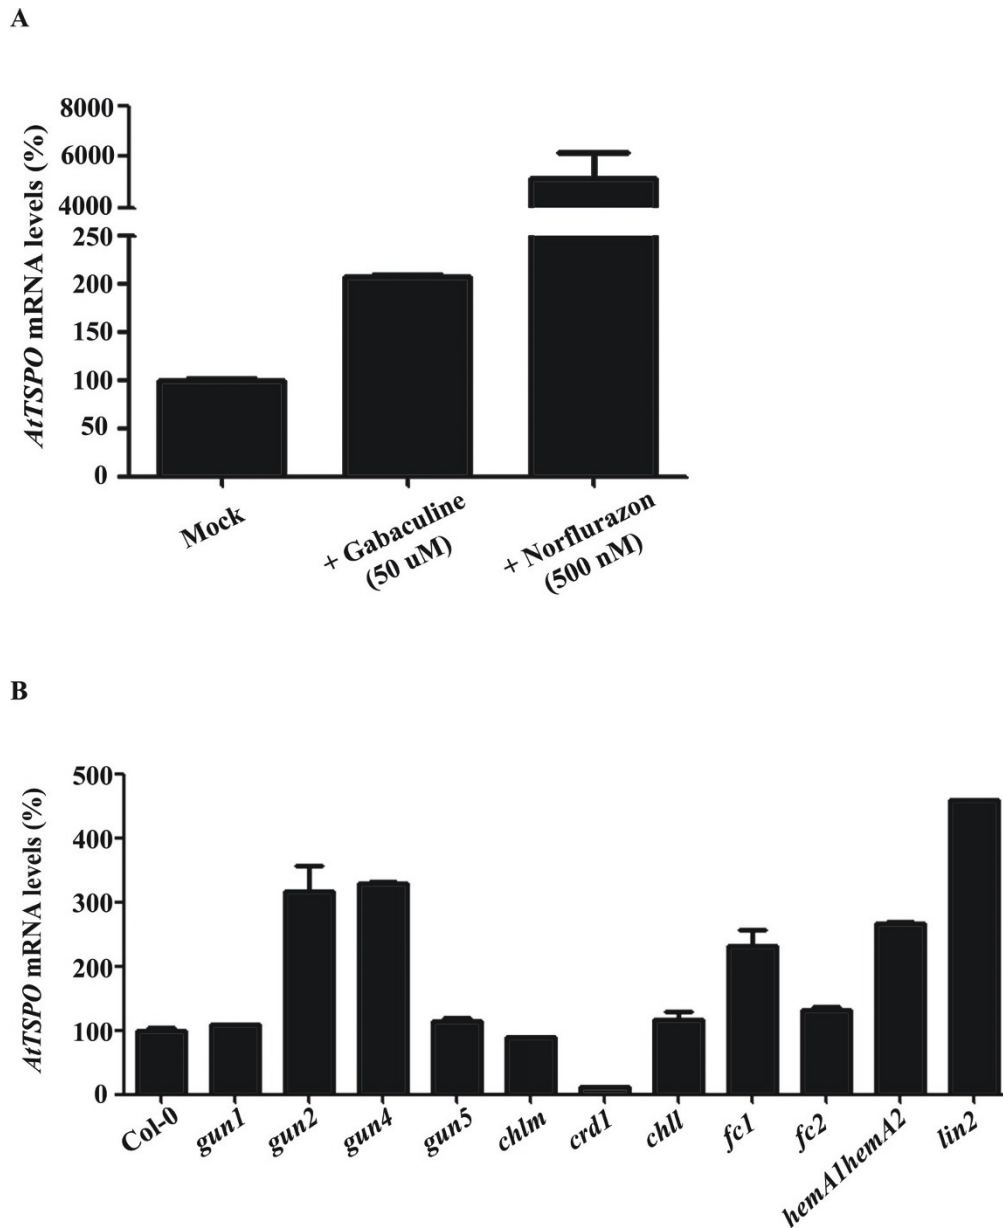 A
AtTSPO mRNA levels (%)
8000
6000
4000
250
200
150
100
50
0
Mock
+ Gabaculine
(50 uM)
+ Norflurazon
(500 nM)
B
AtTSPO mRNA levels (%)
500
400
300
200
100
0
Col-0
gun1
gun2
gun4
gun5
chlm
crd1
chll
fc1
fc2
hemA1hemA2
lin2